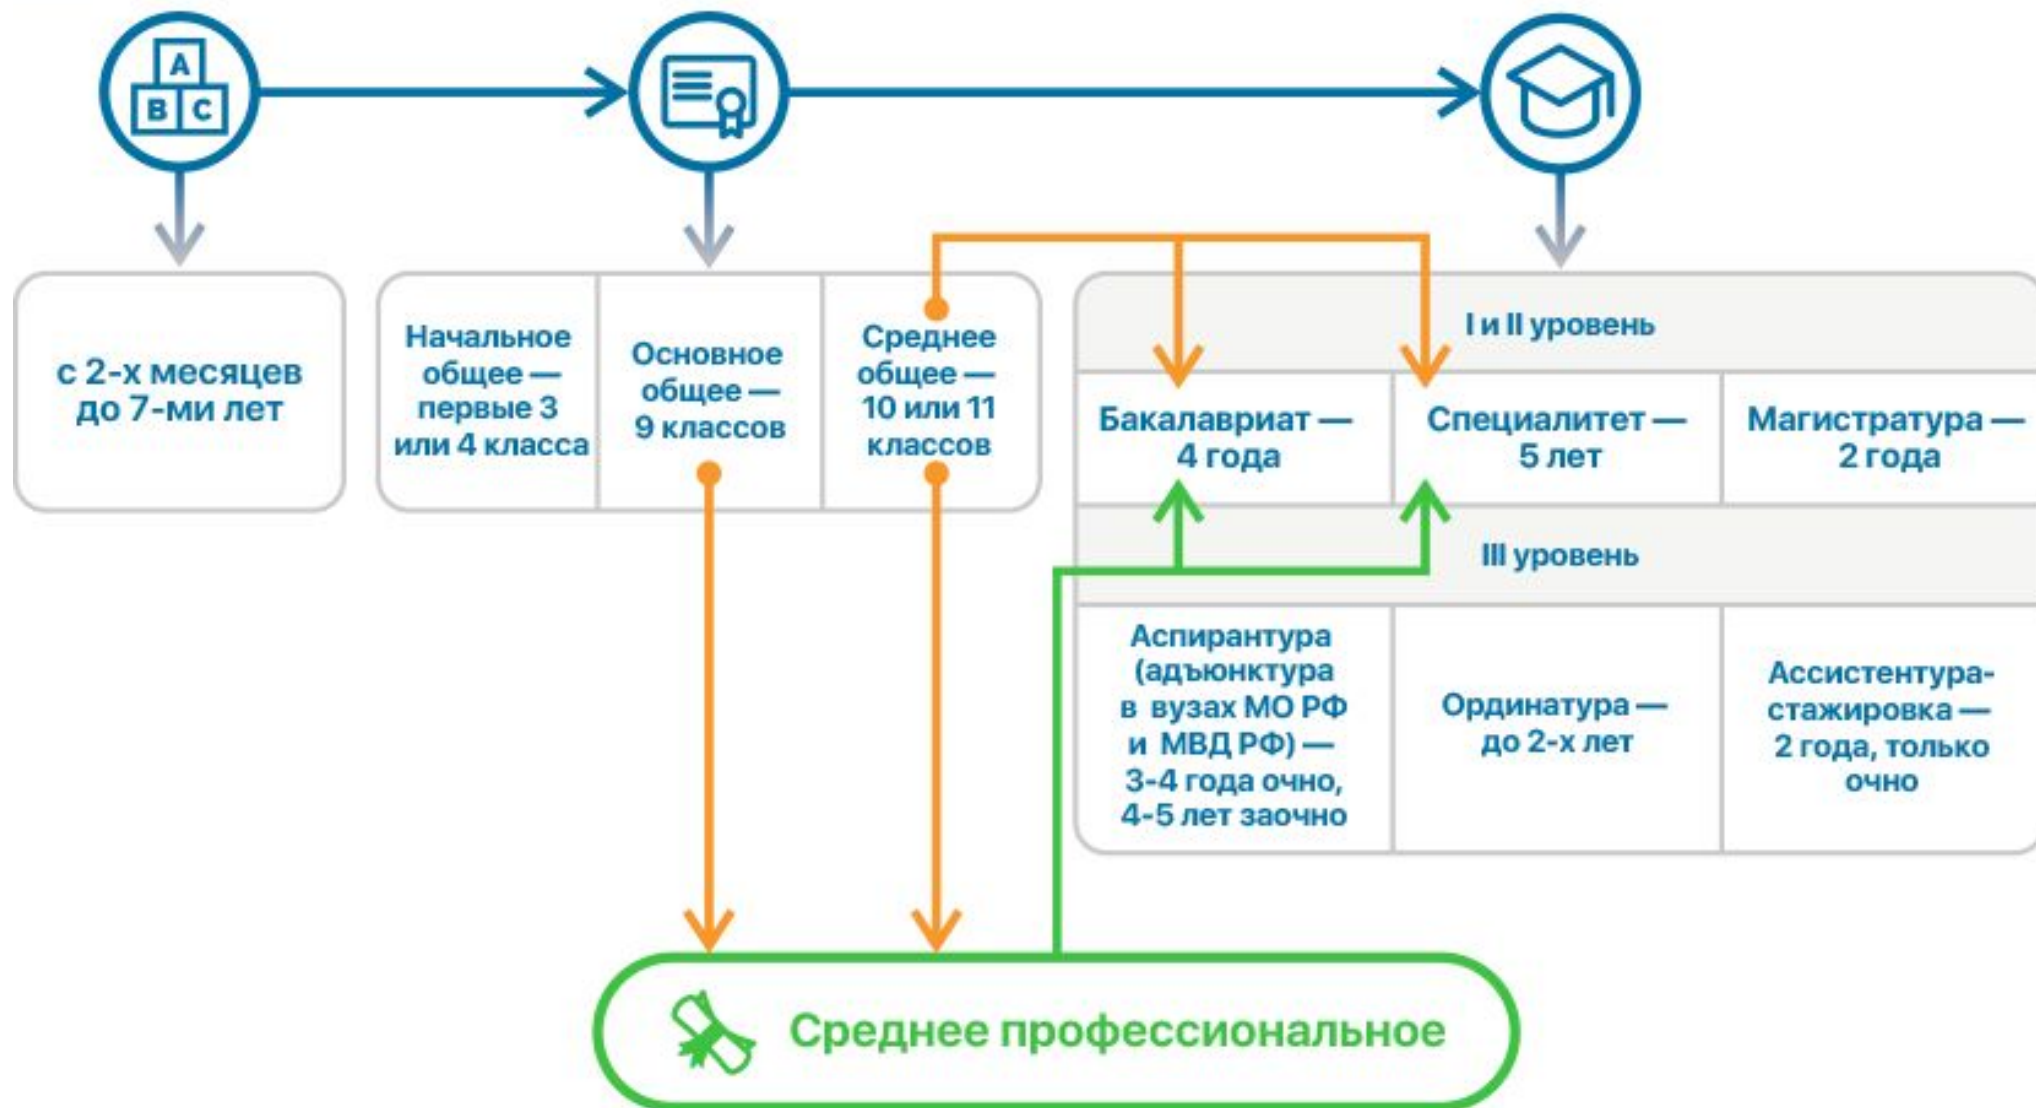 A
B C
с 2-х месяцев
до 7-ми лет
Начальное
общее —
первые 3
или 4 класса
Основное
общее —
9 классов
Среднее
общее —
10 или 11
классов
I и II уровень
Бакалавриат —
4 года
Специалитет —
5 лет
Магистратура —
2 года
III уровень
Аспирантура
(адъюнктура
в вузах МО РФ
и МВД РФ) —
3-4 года очно,
4-5 лет заочно
Ординатура —
до 2-х лет
Ассистентура-
стажировка —
2 года, только
очно
Среднее профессиональное